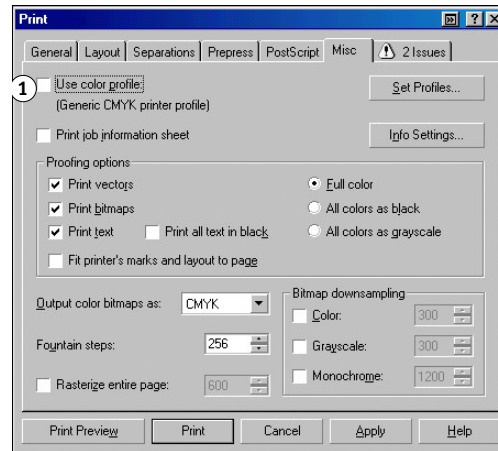 Print
General Layout Separations Prepress PostScript Misc 2 Issues
1 Use color profile: Set Profiles...
(Generic CMYK printer profile)
Print job information sheet Info Settings...
Proofing options
Print vectors Full color
Print bitmaps All colors as black
Print text Print all text in black All colors as grayscale
Fit printer's marks and layout to page
Output color bitmaps as: CMYK Bitmap downsampling
Color: 300
Fountain steps: 256 Grayscale: 300
Rasterize entire page: 600 Monochrome: 1200
Print Preview Print Cancel Apply Help